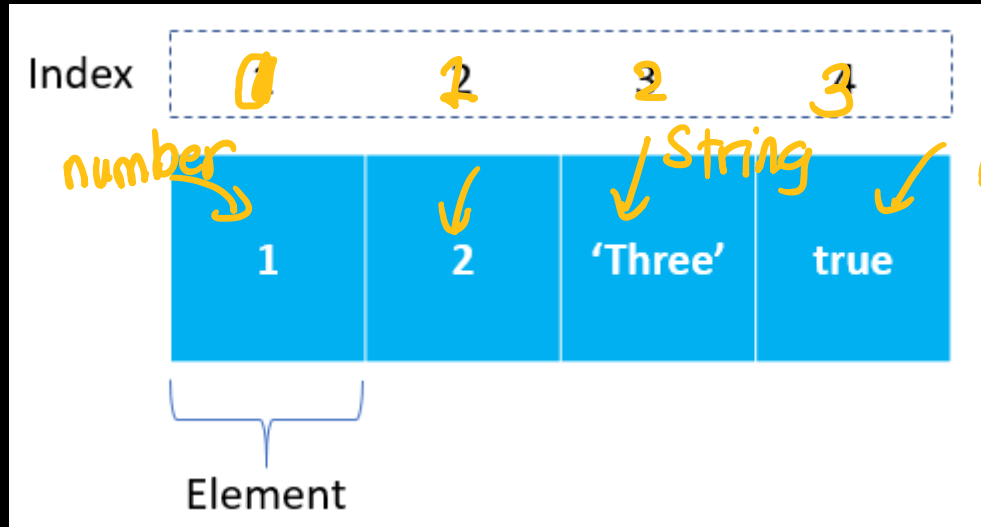 Index 0 1 2 3
number String
1 2 ‘Three’ true
Element